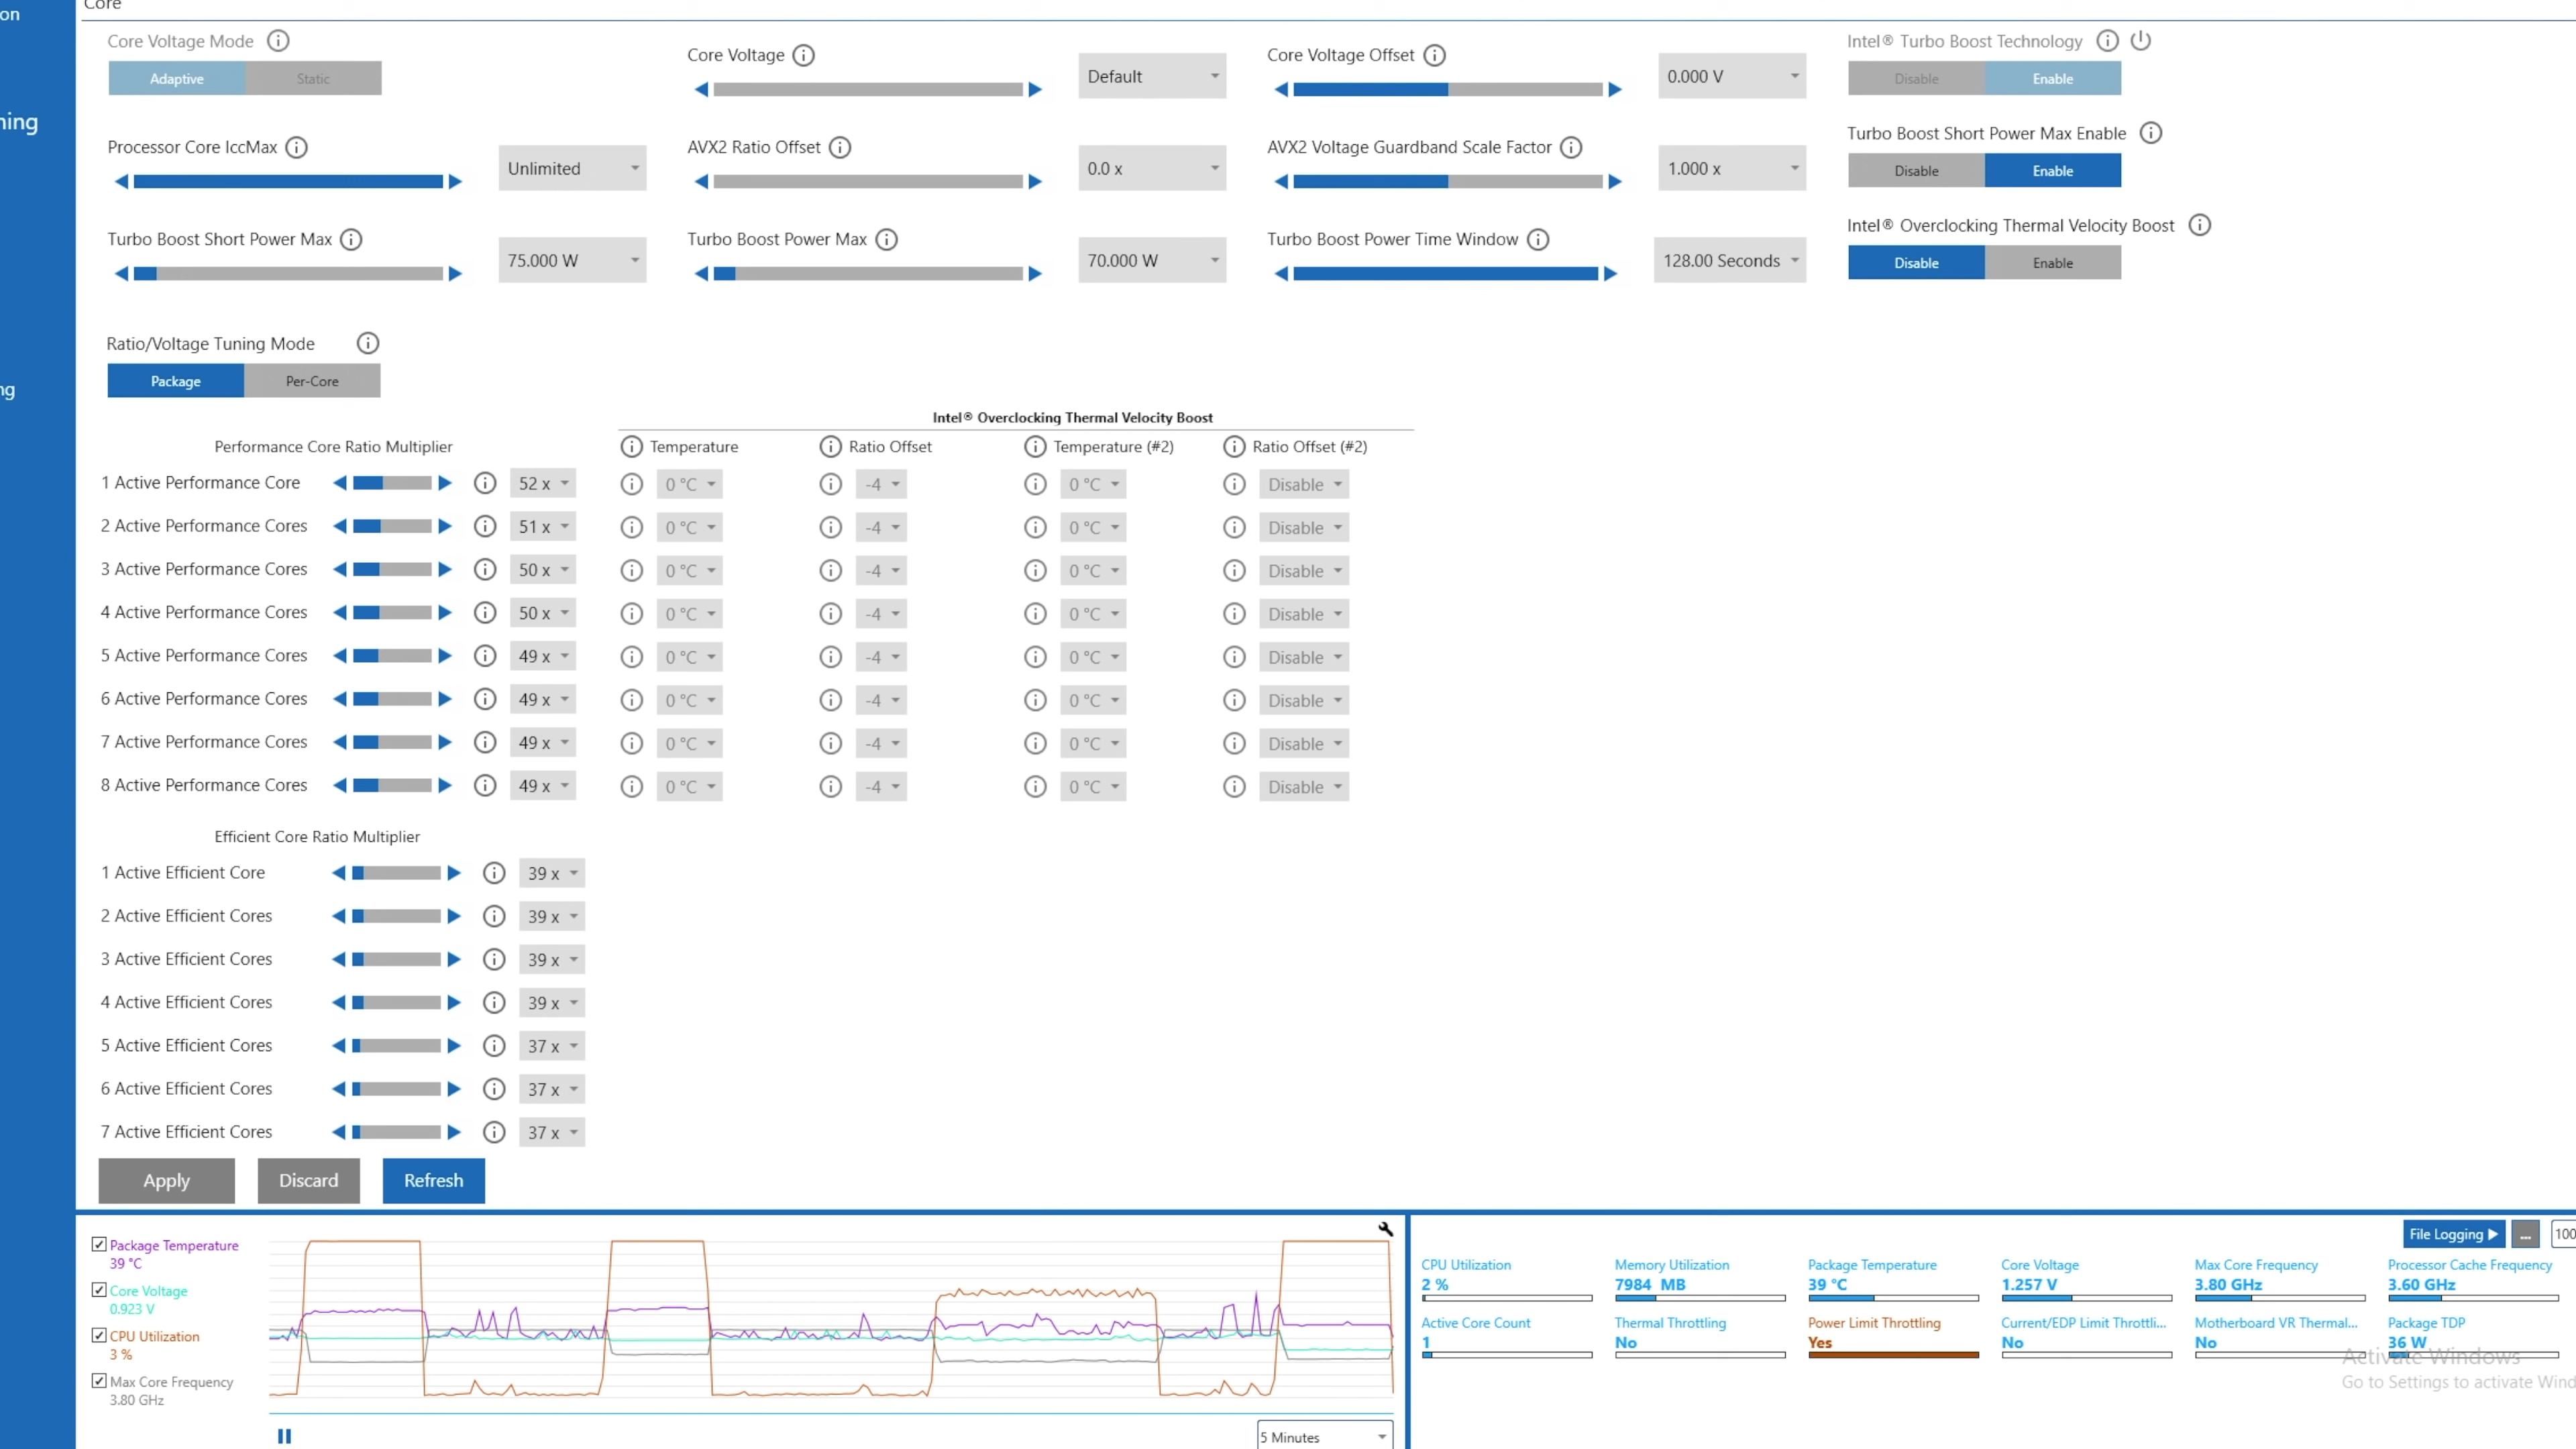 on
Core
Core Voltage Mode
Adaptive Static
Core Voltage
Default
Core Voltage Offset
0.000 V
Intel® Turbo Boost Technology
Disable Enable
ning
Processor Core IccMax
Unlimited
AVX2 Ratio Offset
0.0 x
AVX2 Voltage Guardband Scale Factor
1.000 x
Turbo Boost Short Power Max Enable
Disable Enable
Turbo Boost Short Power Max
75.000 W
Turbo Boost Power Max
70.000 W
Turbo Boost Power Time Window
128.00 Seconds
Intel® Overclocking Thermal Velocity Boost
Disable Enable
Ratio/Voltage Tuning Mode
Package Per-Core
ng
Intel® Overclocking Thermal Velocity Boost
Performance Core Ratio Multiplier Temperature Ratio Offset Temperature (#2) Ratio Offset (#2)
1 Active Performance Core 52 x 0 °C -4 0 °C Disable
2 Active Performance Cores 51 x 0 °C -4 0 °C Disable
3 Active Performance Cores 50 x 0 °C -4 0 °C Disable
4 Active Performance Cores 50 x 0 °C -4 0 °C Disable
5 Active Performance Cores 49 x 0 °C -4 0 °C Disable
6 Active Performance Cores 49 x 0 °C -4 0 °C Disable
7 Active Performance Cores 49 x 0 °C -4 0 °C Disable
8 Active Performance Cores 49 x 0 °C -4 0 °C Disable
Efficient Core Ratio Multiplier
1 Active Efficient Core 39 x
2 Active Efficient Cores 39 x
3 Active Efficient Cores 39 x
4 Active Efficient Cores 39 x
5 Active Efficient Cores 37 x
6 Active Efficient Cores 37 x
7 Active Efficient Cores 37 x
Apply Discard Refresh
Package Temperature
39 °C
Core Voltage
0.923 V
CPU Utilization
3 %
Max Core Frequency
3.80 GHz
5 Minutes
File Logging ... 100
CPU Utilization
2 %
Memory Utilization
7984 MB
Package Temperature
39 °C
Core Voltage
1.257 V
Max Core Frequency
3.80 GHz
Processor Cache Frequency
3.60 GHz
Active Core Count
1
Thermal Throttling
No
Power Limit Throttling
Yes
Current/EDP Limit Throttli...
No
Motherboard VR Thermal...
No
Package TDP
36 W
Activate Windows
Go to Settings to activate Wind